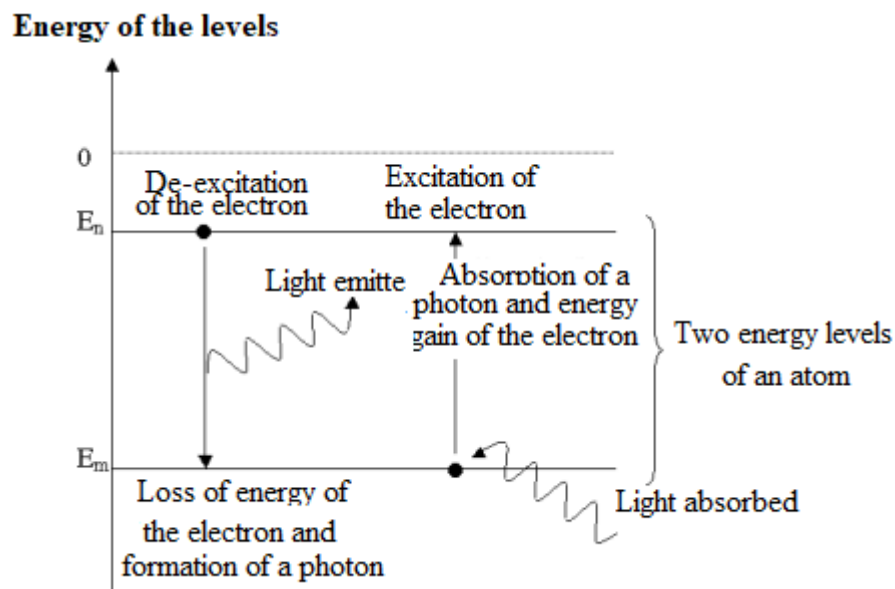 Energy of the levels
0
De-excitation
of the electron
Excitation of
the electron
En
Light emitte
Absorption of a
photon and energy
gain of the electron
Two energy levels
of an atom
Em
Loss of energy of
the electron and
formation of a photon
Light absorbed